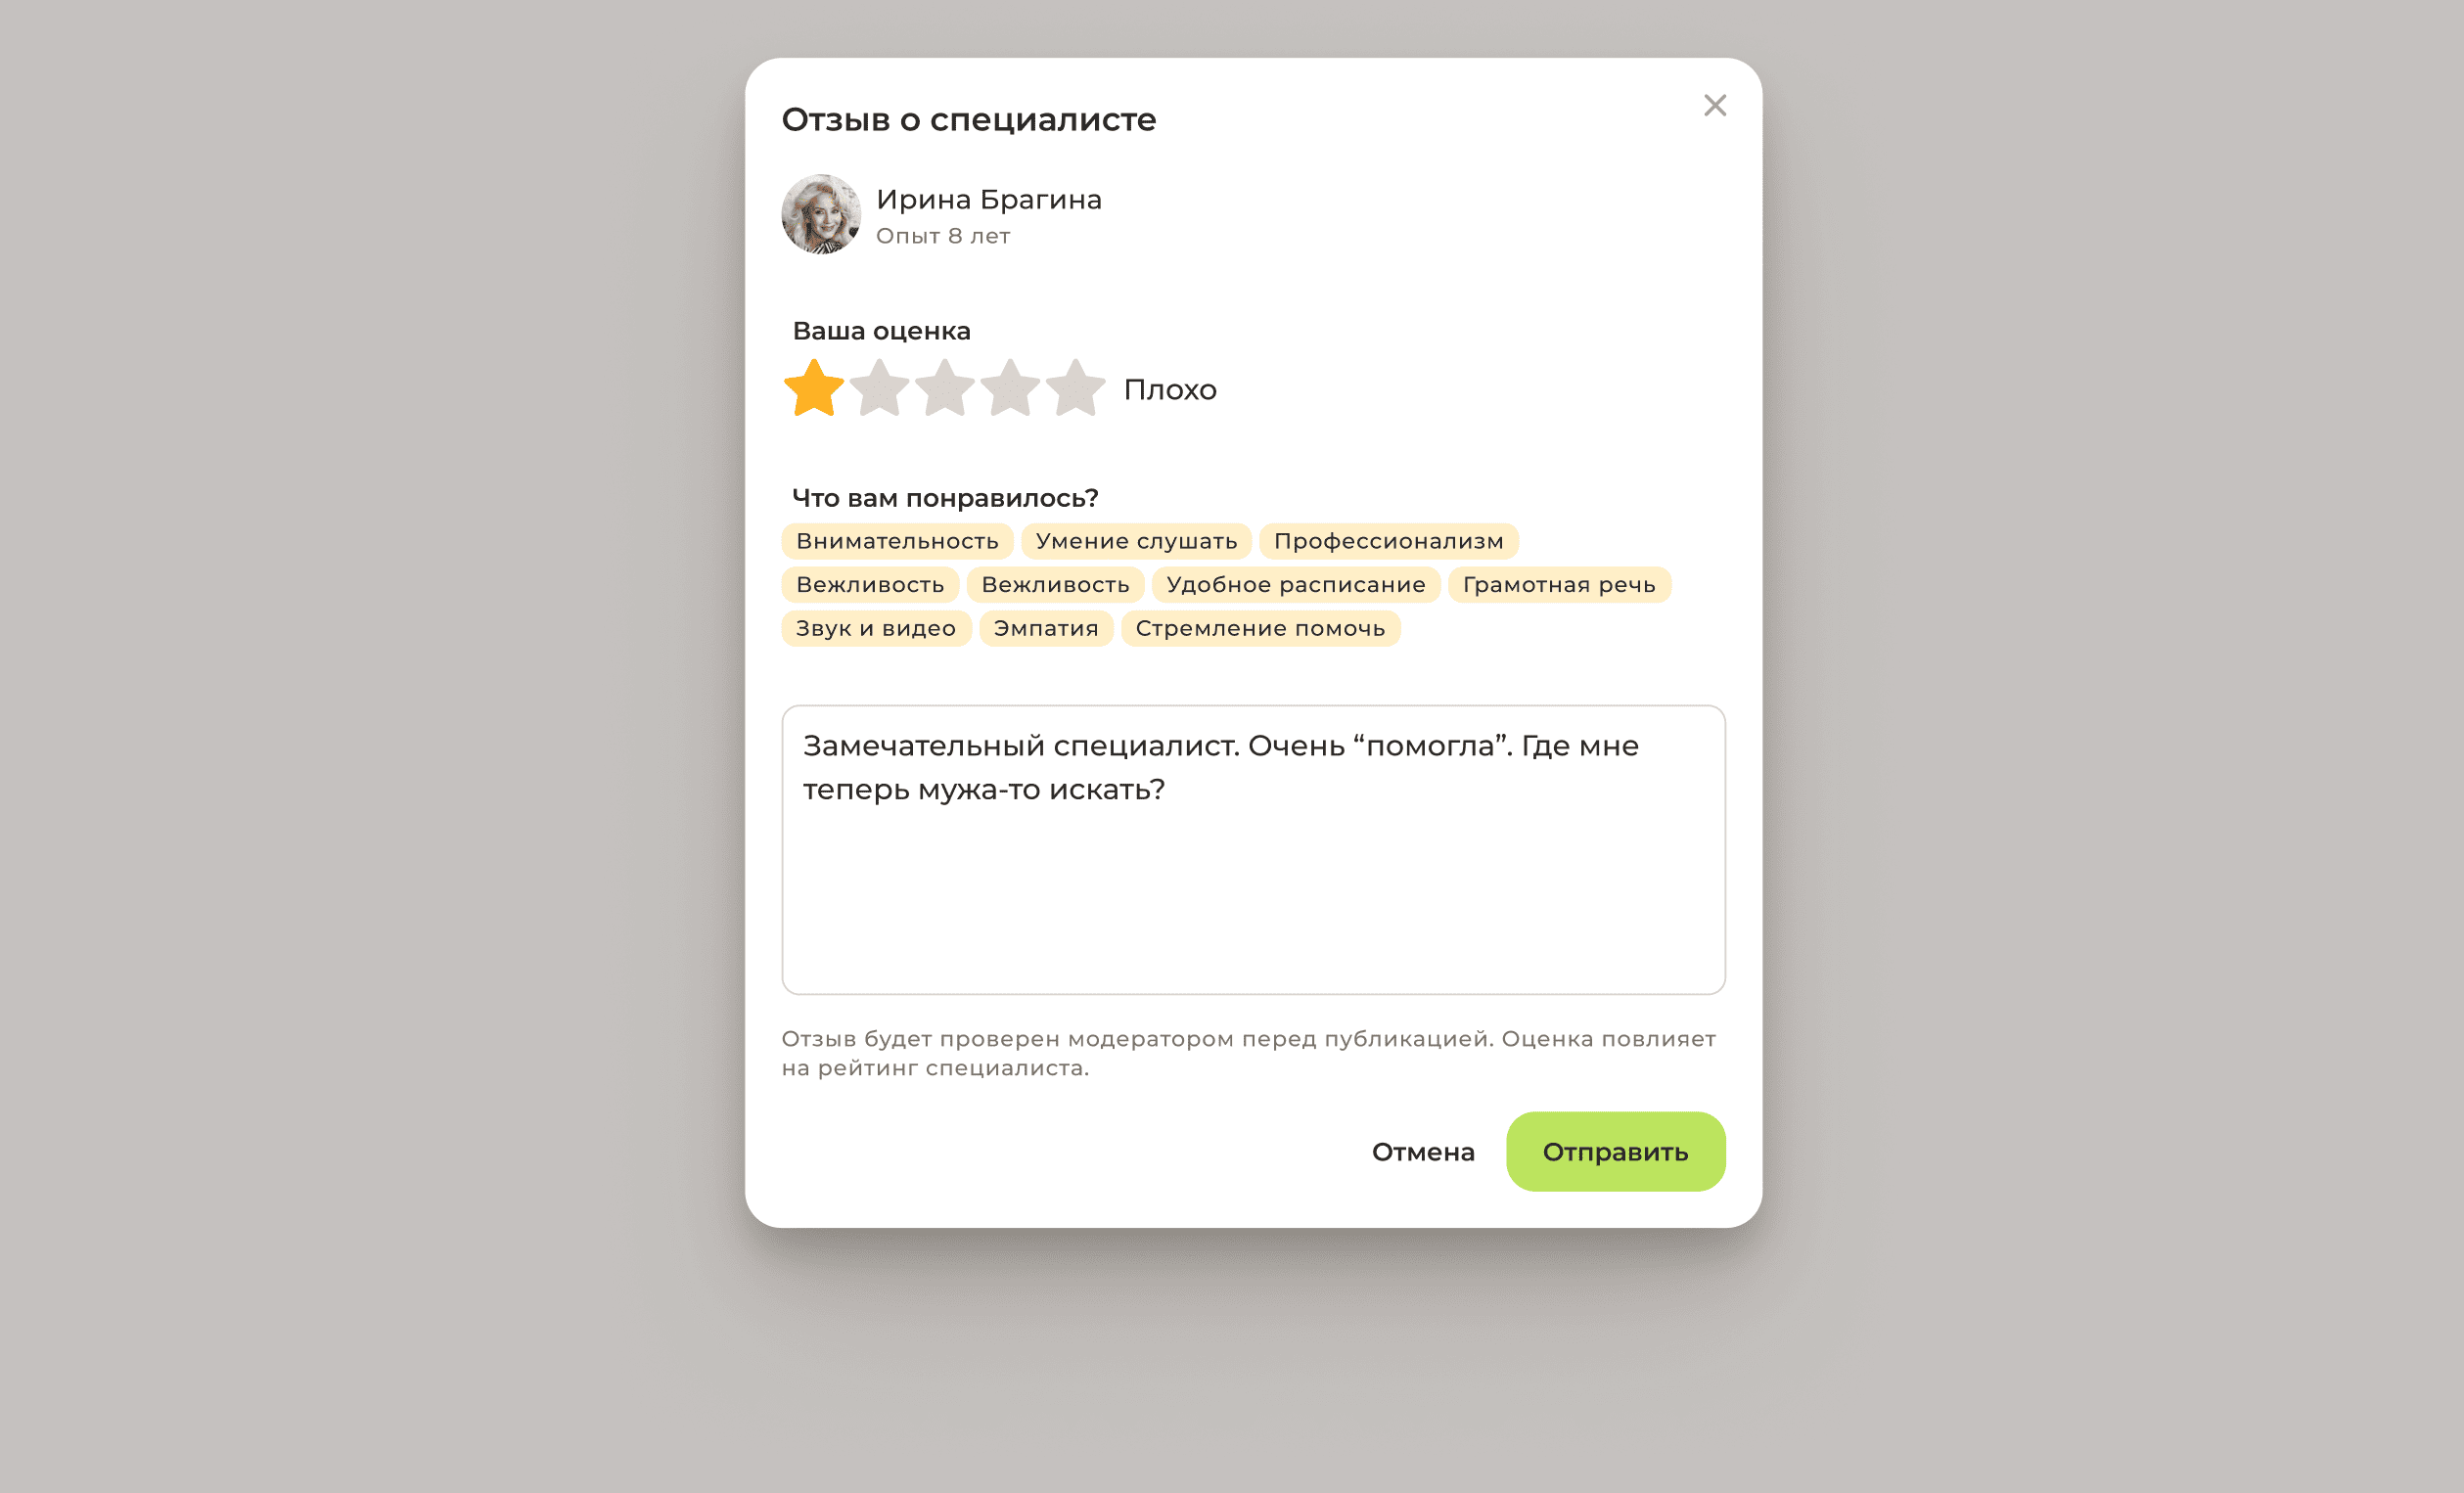 Отзыв о специалисте
Ирина Брагина
Опыт 8 лет
Ваша оценка
Плохо
Что вам понравилось?
Внимательность Умение слушать Профессионализм
Вежливость Вежливость Удобное расписание Грамотная речь
Звук и видео Эмпатия Стремление помочь
Замечательный специалист. Очень “помогла”. Где мне
теперь мужа-то искать?
Отзыв будет проверен модератором перед публикацией. Оценка повлияет
на рейтинг специалиста.
Отмена Отправить